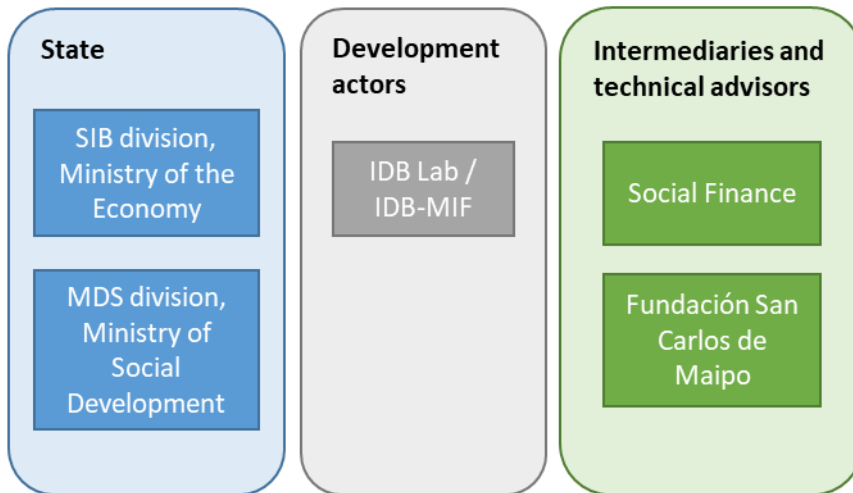 State
SIB division,
Ministry of the
Economy
MDS division,
Ministry of
Social
Development
Development
actors
IDB Lab /
IDB-MIF
Intermediaries and
technical advisors
Social Finance
Fundación San
Carlos de
Maipo